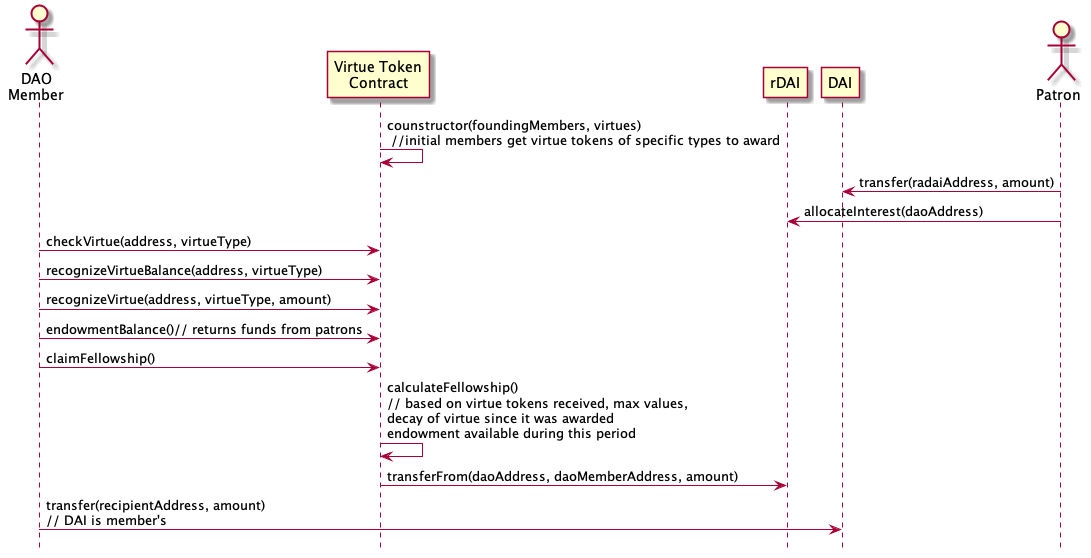 DAO
Member
Virtue Token
Contract
rDAI
DAI
Patron
counstructor(foundingMembers, virtues)
//initial members get virtue tokens of specific types to award
transfer(radaiAddress, amount)
allocateInterest(daoAddress)
checkVirtue(address, virtueType)
recognizeVirtueBalance(address, virtueType)
recognizeVirtue(address, virtueType, amount)
endowmentBalance()// returns funds from patrons
claimFellowship()
calculateFellowship()
// based on virtue tokens received, max values,
decay of virtue since it was awarded
endowment available during this period
transferFrom(daoAddress, daoMemberAddress, amount)
transfer(recipientAddress, amount)
// DAI is member's